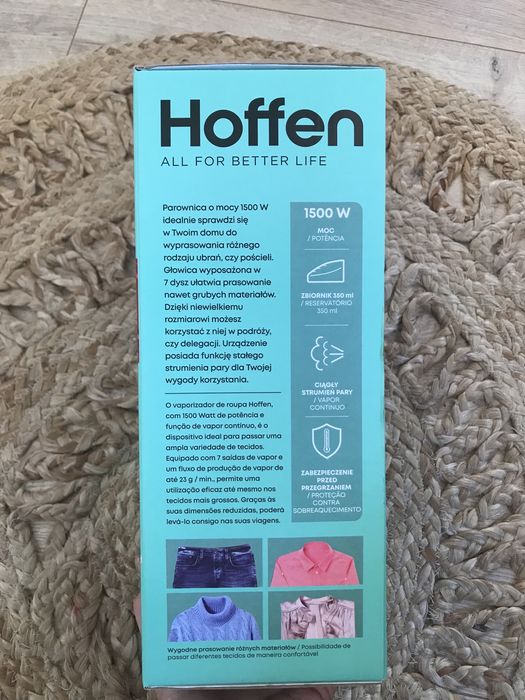 Hoffen
ALL FOR BETTER LIFE
Parownica o mocy 1500 W
idealnie sprawdzi się
w Twoim domu do
wyprasowania różnego
rodzaju ubrań, czy pościeli.
Głowica wyposażona w
7 dysz ułatwia prasowanie
nawet grubych materiałów.
Dzięki niewielkiemu
rozmiarowi możesz
korzystać z niej w podróży,
czy delegacji. Urządzenie
posiada funkcję stałego
strumienia pary dla Twojej
wygody korzystania.
O vaporizador de roupa Hoffen,
com 1500 Watt de potência e
função de vapor contínuo, é o
dispositivo ideal para passar uma
ampla variedade de tecidos.
Equipado com 7 saídas de vapor e
um fluxo de produção de vapor de
até 23 g / min., permite uma
utilização eficaz até mesmo nos
tecidos mais grossos. Graças às
suas dimensões reduzidas, poderá
levá-lo consigo nas suas viagens.
1500 W
MOC
/ POTÊNCIA
ZBIORNIK 350 ml
/ RESERVATÓRIO
350 ml
CIĄGŁY
STRUMIEŃ PARY
/ VAPOR
CONTINUO
ZABEZPIECZENIE
PRZED
PRZEGRZANIEM
/ PROTEÇÃO
CONTRA
SOBREAQUECIMENTO
Wygodne prasowanie różnych materiałów / Possibilidade de
passar diferentes tecidos de maneira confortável